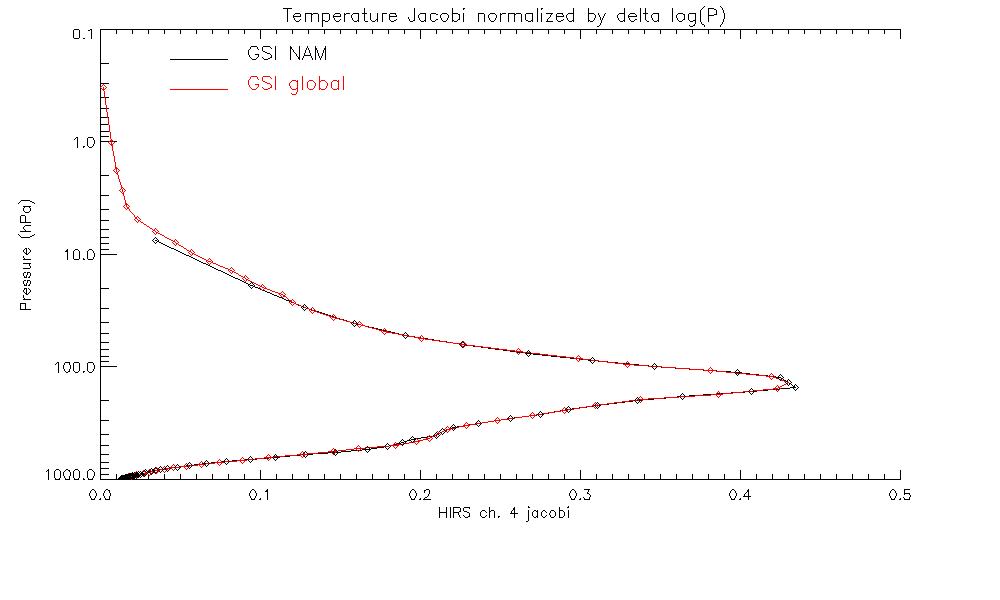 Temperature Jacobi normalized by delta log(P)
GSI NAM
GSI global
0.1
1.0
10.0
100.0
1000.0
Pressure (hPa)
0.0 0.1 0.2 0.3 0.4 0.5
HIRS ch. 4 jacobi